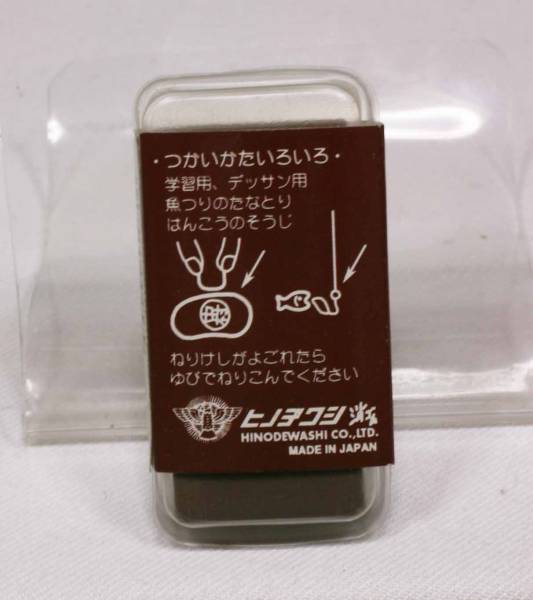 ・つかいかたいろいろ・
学習用、デッサン用
魚つりのたなとり
はんこうのそうじ
ねりけしがよごれたら
ゆびでねりこんでください
ヒノデワシ
HINODEWASHI CO.,LTD.
MADE IN JAPAN